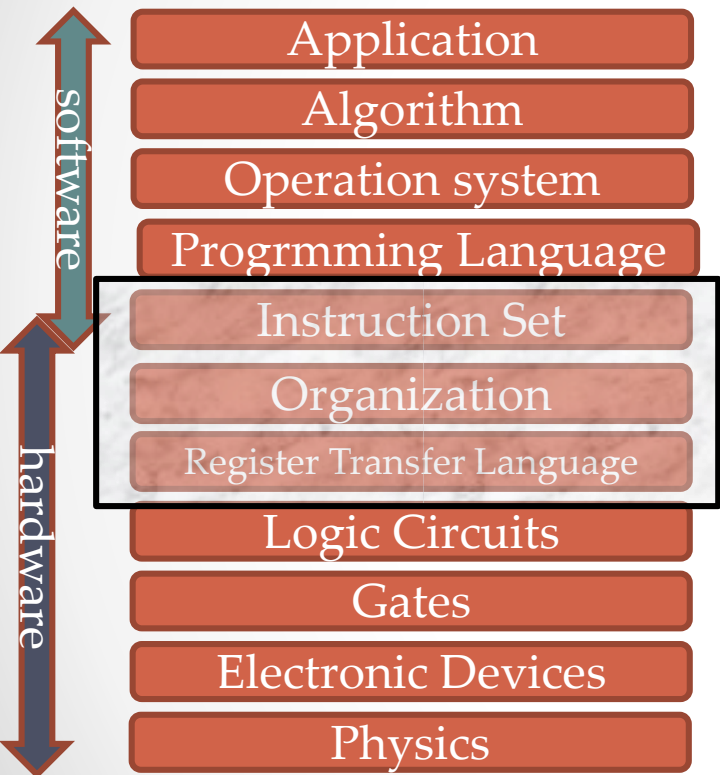 software
hardware
Application
Algorithm
Operation system
Progrmming Language
Instruction Set
Organization
Register Transfer Language
Logic Circuits
Gates
Electronic Devices
Physics